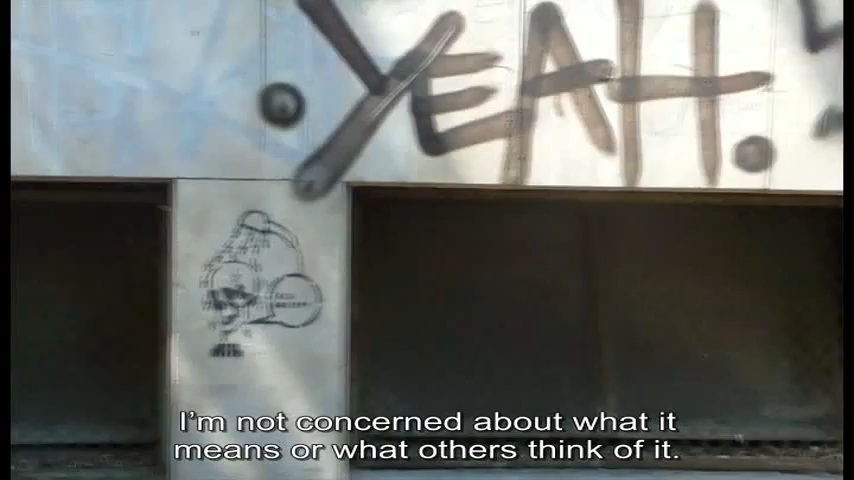 .YEAH.
I'm not concerned about what it
means or what others think of it.